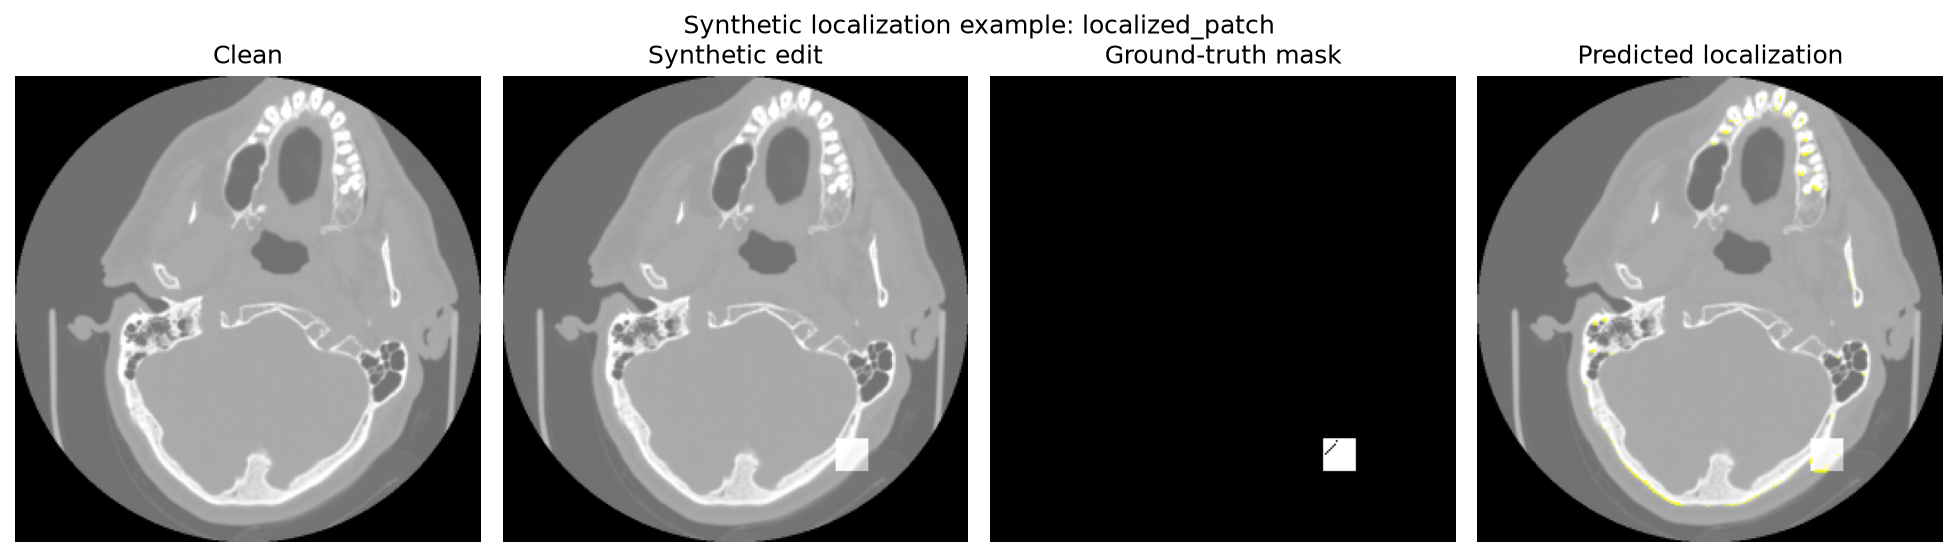 Synthetic localization example: localized_patch
Clean
Synthetic edit
Ground-truth mask
Predicted localization